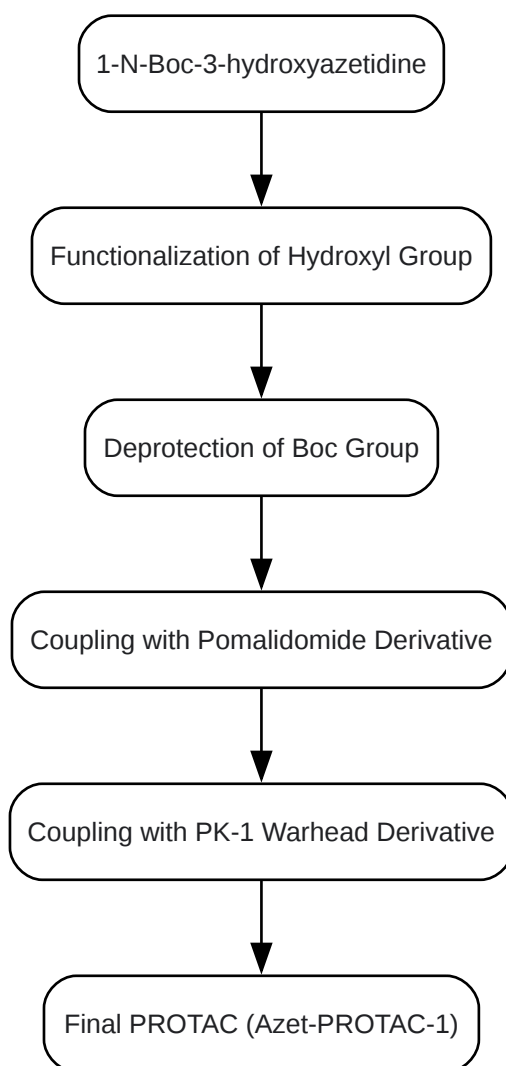 1-N-Boc-3-hydroxyazetidine
Functionalization of Hydroxyl Group
Deprotection of Boc Group
Coupling with Pomalidomide Derivative
Coupling with PK-1 Warhead Derivative
Final PROTAC (Azet-PROTAC-1)